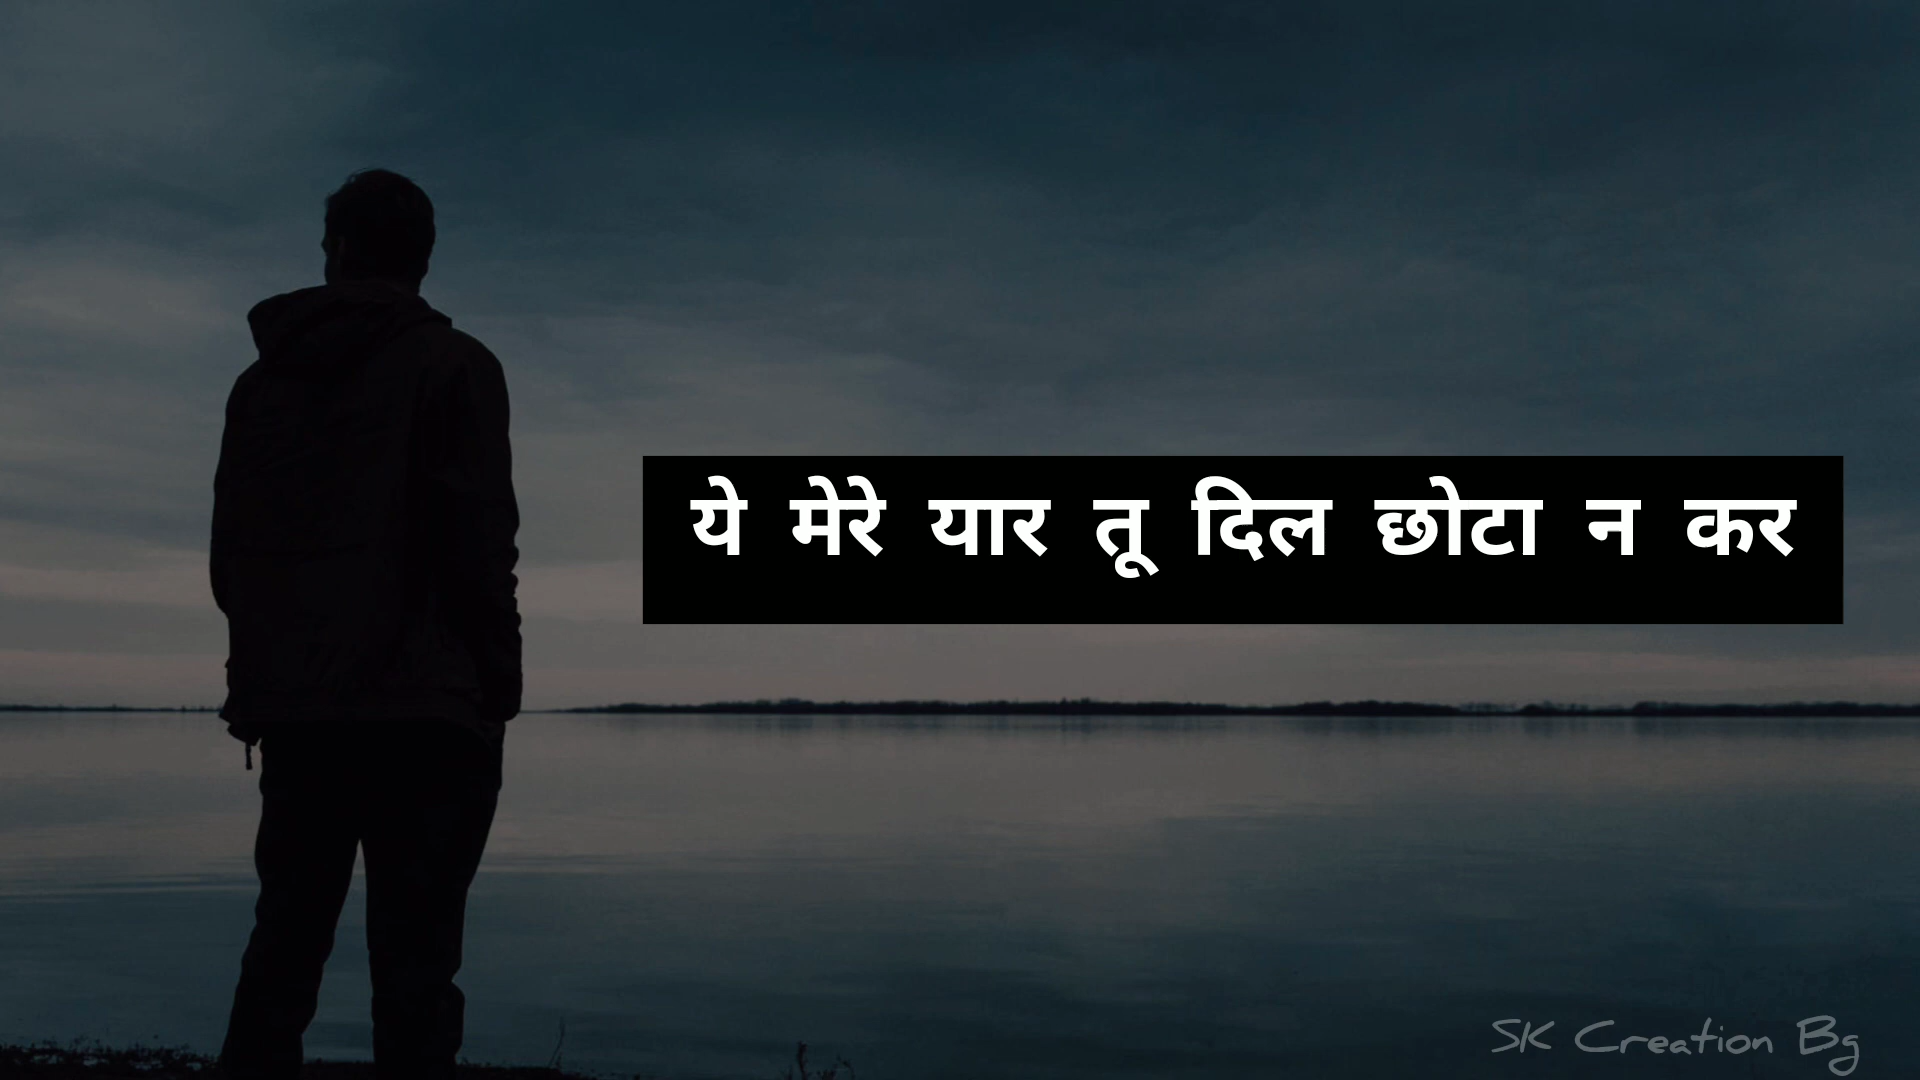 ये मेरे यार तू दिल छोटा न कर
SK Creation Bg